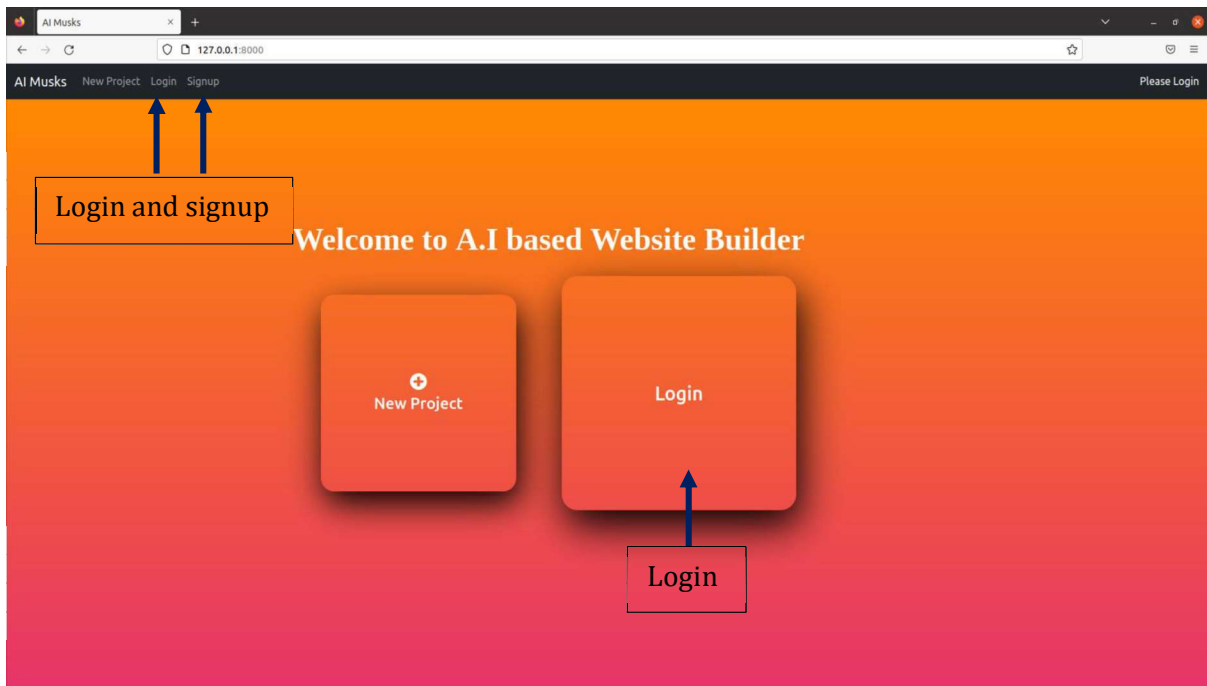 AI Musks
127.0.0.1:8000
AI Musks New Project Login Signup Please Login
Login and signup
Welcome to A.I based Website Builder
New Project
Login
Login